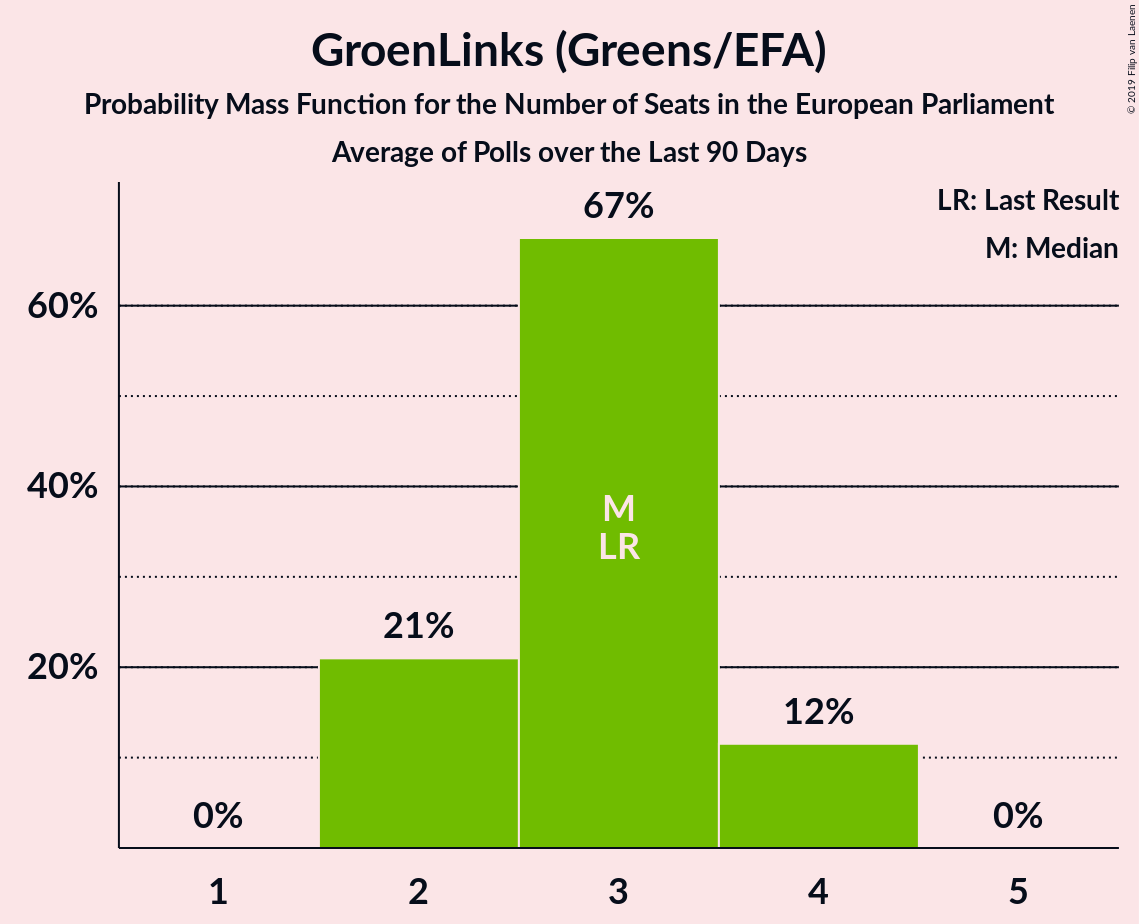 GroenLinks (Greens/EFA)
Probability Mass Function for the Number of Seats in the European Parliament
Average of Polls over the Last 90 Days
© 2019 Filip van Laenen
LR: Last Result
M: Median
67%
60%
40%
M
LR
21%
20%
12%
0%
0%
1
2
3
4
5